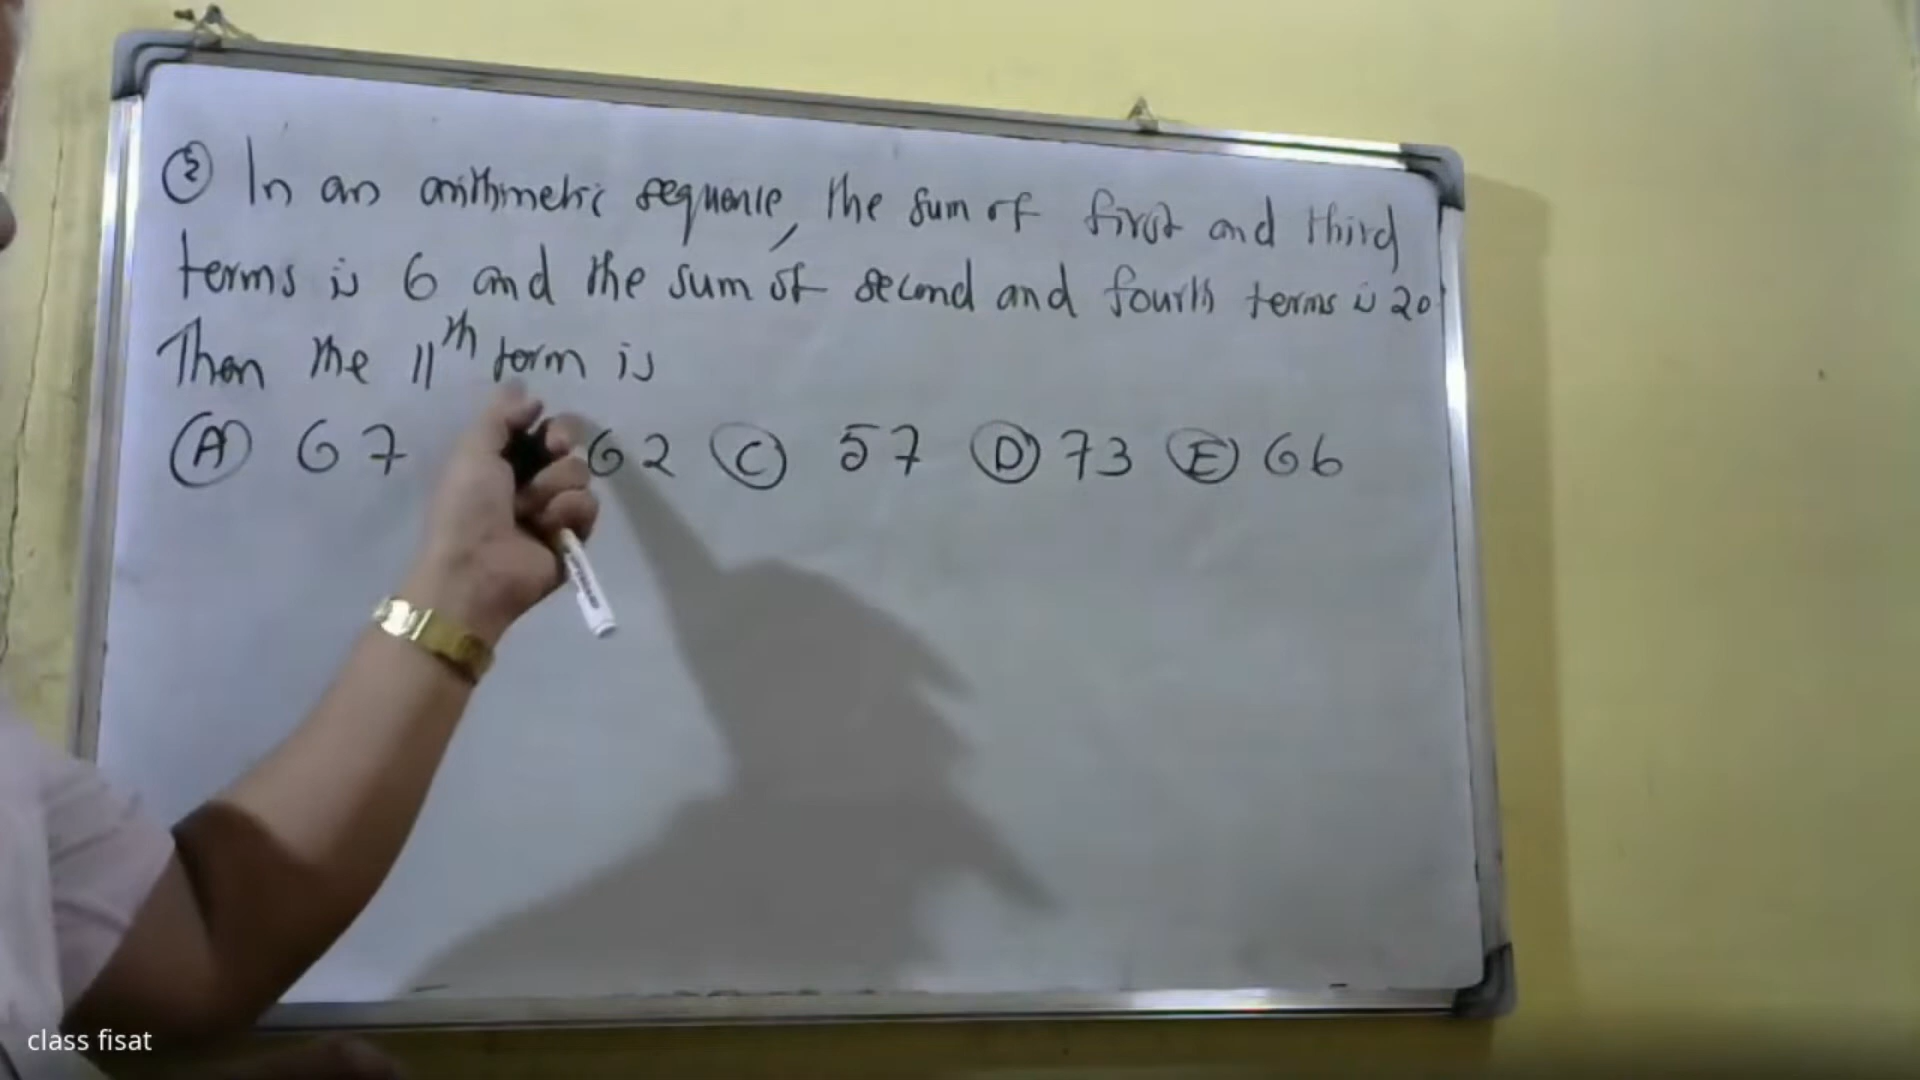 ② In an arithmetic sequence, the sum of first and third
terms is 6 and the sum of second and fourth terms is 20
Then the 11th term is
Ⓐ 67 62 Ⓒ 57 Ⓓ 73 Ⓔ 66
class fisat